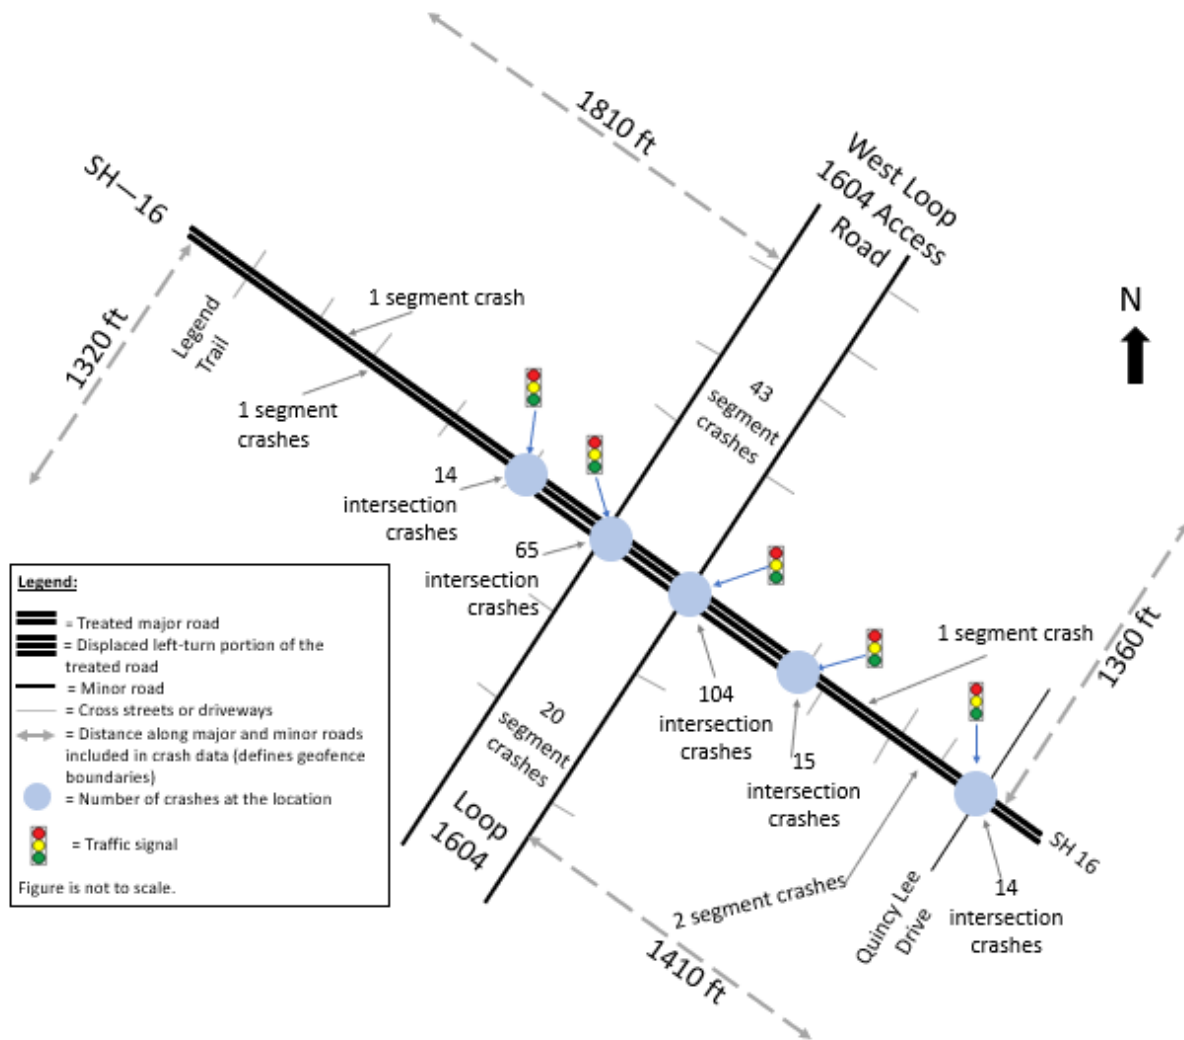 1810 ft
West Loop
1604 Access
Road
SH—16
1320 ft
Legend
Trail
1 segment crash
1 segment
crashes
N
43
segment
crashes
14
intersection
crashes
65
intersection
crashes
104
intersection
crashes
15
intersection
crashes
1 segment crash
1360 ft
20
segment
crashes
Loop
1604
2 segment crashes
Quincy Lee
Drive
SH 16
14
intersection
crashes
1410 ft
Legend:
= Treated major road
= Displaced left-turn portion of the
treated road
= Minor road
= Cross streets or driveways
= Distance along major and minor roads
included in crash data (defines geofence
boundaries)
= Number of crashes at the location
= Traffic signal
Figure is not to scale.